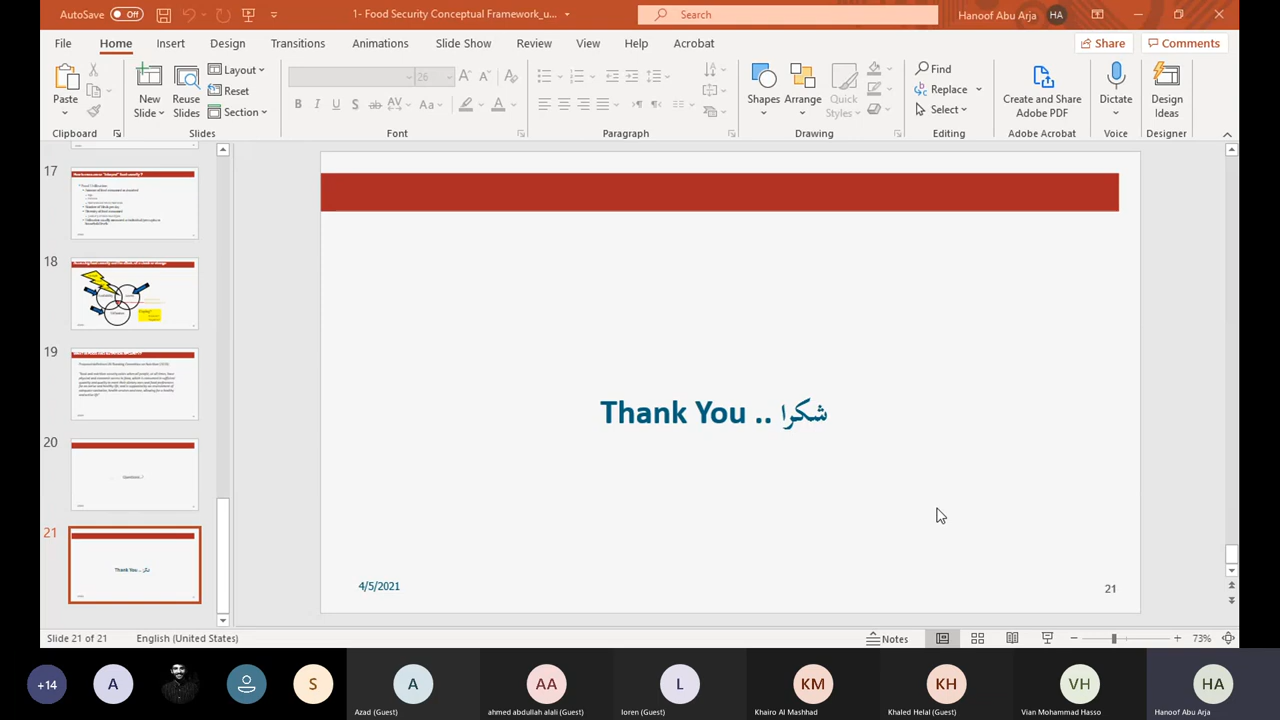 AutoSave Off
1- Food Security Conceptual Framework_u...
Search
Hanoof Abu Arja HA
File Home Insert Design Transitions Animations Slide Show Review View Help Acrobat Share Comments
Paste
New Slide
Reuse Slides
Layout
Reset
Section
26
Shapes
Arrange
Quick Styles
Find
Replace
Select
Create and Share Adobe PDF
Dictate
Design Ideas
Clipboard Slides Font Paragraph Drawing Editing Adobe Acrobat Voice Designer
17
18
19
20
Questions..?
21
Thank You .. شكرا
Thank You .. شكرا
4/5/2021
21
Slide 21 of 21 English (United States)
Notes
73%
+14 A S A AA L KM KH VH HA
Azad (Guest) ahmed abdullah alali (Guest) loren (Guest) Khairo Al Mashhad Khaled Helal (Guest) Vian Mohammad Hasso Hanoof Abu Arja